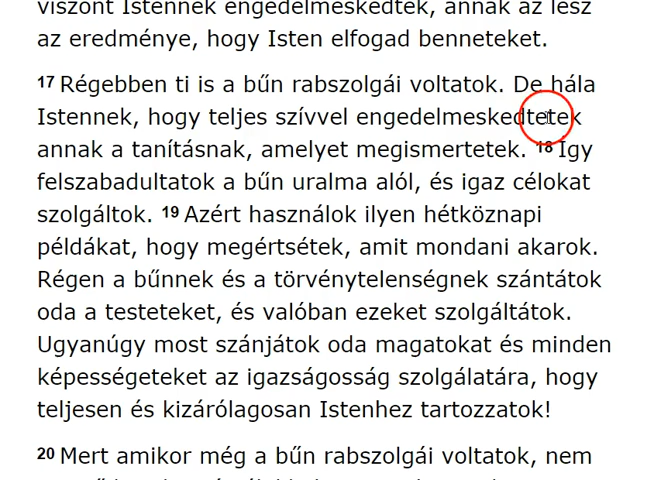 viszont Istennek engedelmeskedtek, annak az lesz
az eredménye, hogy Isten elfogad benneteket.
17 Régebben ti is a bűn rabszolgái voltatok. De hála
Istennek, hogy teljes szívvel engedelmeskedtetek
annak a tanításnak, amelyet megismertetek. 18 Így
felszabadultatok a bűn uralma alól, és igaz célokat
szolgáltok. 19 Azért használok ilyen hétköznapi
példákat, hogy megértsétek, amit mondani akarok.
Régen a bűnnek és a törvénytelenségnek szántátok
oda a testeteket, és valóban ezeket szolgáltátok.
Ugyanúgy most szánjátok oda magatokat és minden
képességeteket az igazságosság szolgálatára, hogy
teljesen és kizárólagosan Istenhez tartozzatok!
20 Mert amikor még a bűn rabszolgái voltatok, nem